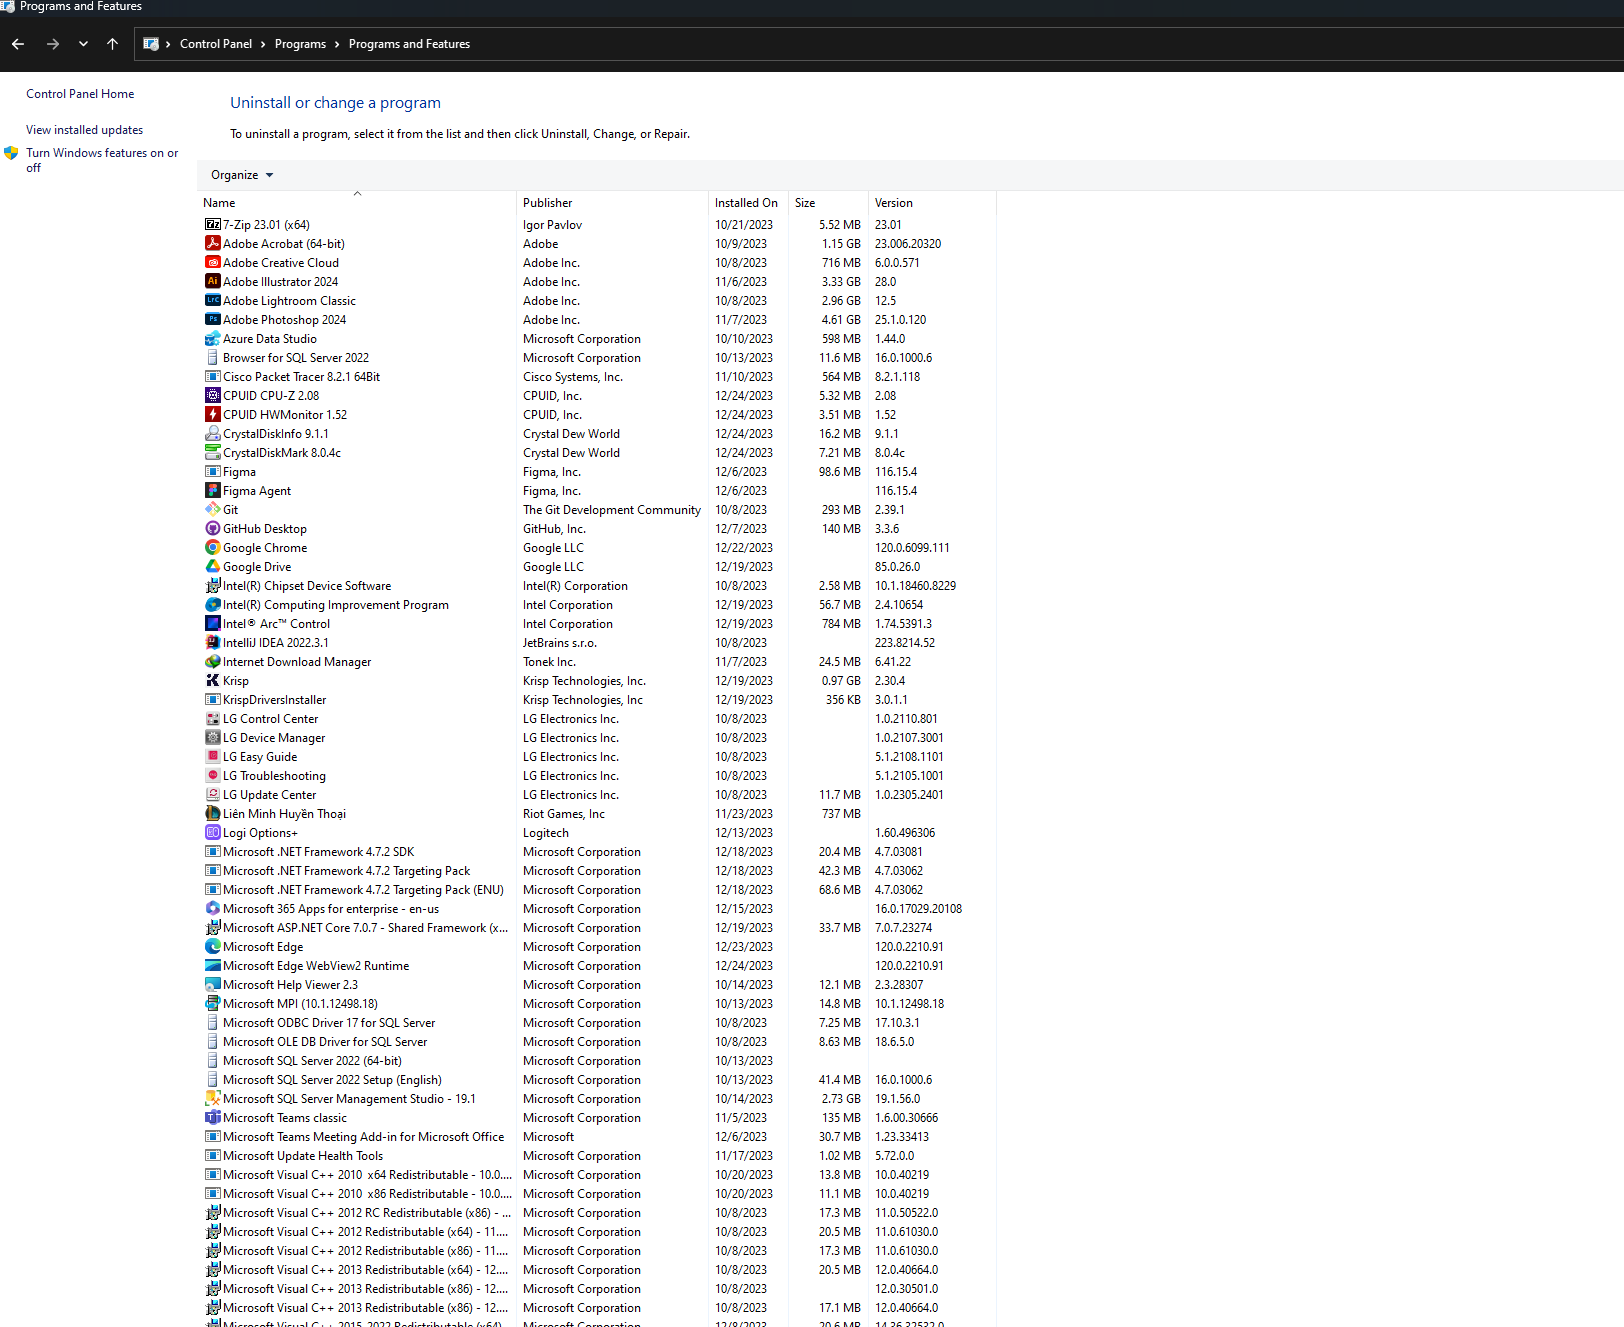 Programs and Features
Control Panel > Programs > Programs and Features
Control Panel Home
View installed updates
Turn Windows features on or
off
Uninstall or change a program
To uninstall a program, select it from the list and then click Uninstall, Change, or Repair.
Organize
Name Publisher Installed On Size Version
7-Zip 23.01 (x64) Igor Pavlov 10/21/2023 5.52 MB 23.01
Adobe Acrobat (64-bit) Adobe 10/9/2023 1.15 GB 23.006.20320
Adobe Creative Cloud Adobe Inc. 10/8/2023 716 MB 6.0.0.571
Adobe Illustrator 2024 Adobe Inc. 11/6/2023 3.33 GB 28.0
Adobe Lightroom Classic Adobe Inc. 10/8/2023 2.96 GB 12.5
Adobe Photoshop 2024 Adobe Inc. 11/7/2023 4.61 GB 25.1.0.120
Azure Data Studio Microsoft Corporation 10/10/2023 598 MB 1.44.0
Browser for SQL Server 2022 Microsoft Corporation 10/13/2023 11.6 MB 16.0.1000.6
Cisco Packet Tracer 8.2.1 64Bit Cisco Systems, Inc. 11/10/2023 564 MB 8.2.1.118
CPUID CPU-Z 2.08 CPUID, Inc. 12/24/2023 5.32 MB 2.08
CPUID HWMonitor 1.52 CPUID, Inc. 12/24/2023 3.51 MB 1.52
CrystalDiskInfo 9.1.1 Crystal Dew World 12/24/2023 16.2 MB 9.1.1
CrystalDiskMark 8.0.4c Crystal Dew World 12/24/2023 7.21 MB 8.0.4c
Figma Figma, Inc. 12/6/2023 98.6 MB 116.15.4
Figma Agent Figma, Inc. 12/6/2023 116.15.4
Git The Git Development Community 10/8/2023 293 MB 2.39.1
GitHub Desktop GitHub, Inc. 12/7/2023 140 MB 3.3.6
Google Chrome Google LLC 12/22/2023 120.0.6099.111
Google Drive Google LLC 12/19/2023 85.0.26.0
Intel(R) Chipset Device Software Intel(R) Corporation 10/8/2023 2.58 MB 10.1.18460.8229
Intel(R) Computing Improvement Program Intel Corporation 12/19/2023 56.7 MB 2.4.10654
Intel® Arc™ Control Intel Corporation 12/19/2023 784 MB 1.74.5391.3
IntelliJ IDEA 2022.3.1 JetBrains s.r.o. 10/8/2023 223.8214.52
Internet Download Manager Tonek Inc. 11/7/2023 24.5 MB 6.41.22
Krisp Krisp Technologies, Inc. 12/19/2023 0.97 GB 2.30.4
KrispDriversInstaller Krisp Technologies, Inc 12/19/2023 356 KB 3.0.1.1
LG Control Center LG Electronics Inc. 10/8/2023 1.0.2110.801
LG Device Manager LG Electronics Inc. 10/8/2023 1.0.2107.3001
LG Easy Guide LG Electronics Inc. 10/8/2023 5.1.2108.1101
LG Troubleshooting LG Electronics Inc. 10/8/2023 5.1.2105.1001
LG Update Center LG Electronics Inc. 10/8/2023 11.7 MB 1.0.2305.2401
Liên Minh Huyền Thoại Riot Games, Inc 11/23/2023 737 MB
Logi Options+ Logitech 12/13/2023 1.60.496306
Microsoft .NET Framework 4.7.2 SDK Microsoft Corporation 12/18/2023 20.4 MB 4.7.03081
Microsoft .NET Framework 4.7.2 Targeting Pack Microsoft Corporation 12/18/2023 42.3 MB 4.7.03062
Microsoft .NET Framework 4.7.2 Targeting Pack (ENU) Microsoft Corporation 12/18/2023 68.6 MB 4.7.03062
Microsoft 365 Apps for enterprise - en-us Microsoft Corporation 12/15/2023 16.0.17029.20108
Microsoft ASP.NET Core 7.0.7 - Shared Framework (x... Microsoft Corporation 12/19/2023 33.7 MB 7.0.7.23274
Microsoft Edge Microsoft Corporation 12/23/2023 120.0.2210.91
Microsoft Edge WebView2 Runtime Microsoft Corporation 12/24/2023 120.0.2210.91
Microsoft Help Viewer 2.3 Microsoft Corporation 10/14/2023 12.1 MB 2.3.28307
Microsoft MPI (10.1.12498.18) Microsoft Corporation 10/13/2023 14.8 MB 10.1.12498.18
Microsoft ODBC Driver 17 for SQL Server Microsoft Corporation 10/8/2023 7.25 MB 17.10.3.1
Microsoft OLE DB Driver for SQL Server Microsoft Corporation 10/8/2023 8.63 MB 18.6.5.0
Microsoft SQL Server 2022 (64-bit) Microsoft Corporation 10/13/2023
Microsoft SQL Server 2022 Setup (English) Microsoft Corporation 10/13/2023 41.4 MB 16.0.1000.6
Microsoft SQL Server Management Studio - 19.1 Microsoft Corporation 10/14/2023 2.73 GB 19.1.56.0
Microsoft Teams classic Microsoft Corporation 11/5/2023 135 MB 1.6.00.30666
Microsoft Teams Meeting Add-in for Microsoft Office Microsoft 12/6/2023 30.7 MB 1.23.33413
Microsoft Update Health Tools Microsoft Corporation 11/17/2023 1.02 MB 5.72.0.0
Microsoft Visual C++ 2010 x64 Redistributable - 10.0.... Microsoft Corporation 10/20/2023 13.8 MB 10.0.40219
Microsoft Visual C++ 2010 x86 Redistributable - 10.0.... Microsoft Corporation 10/20/2023 11.1 MB 10.0.40219
Microsoft Visual C++ 2012 RC Redistributable (x86) - ... Microsoft Corporation 10/8/2023 17.3 MB 11.0.50522.0
Microsoft Visual C++ 2012 Redistributable (x64) - 11.... Microsoft Corporation 10/8/2023 20.5 MB 11.0.61030.0
Microsoft Visual C++ 2012 Redistributable (x86) - 11.... Microsoft Corporation 10/8/2023 17.3 MB 11.0.61030.0
Microsoft Visual C++ 2013 Redistributable (x64) - 12.... Microsoft Corporation 10/8/2023 20.5 MB 12.0.40664.0
Microsoft Visual C++ 2013 Redistributable (x86) - 12.... Microsoft Corporation 10/8/2023 12.0.30501.0
Microsoft Visual C++ 2013 Redistributable (x86) - 12.... Microsoft Corporation 10/8/2023 17.1 MB 12.0.40664.0
Microsoft Visual C++ 2015-2022 Redistributable (x64) Microsoft Corporation 12/8/2023 20.6 MB 14.36.32532.0